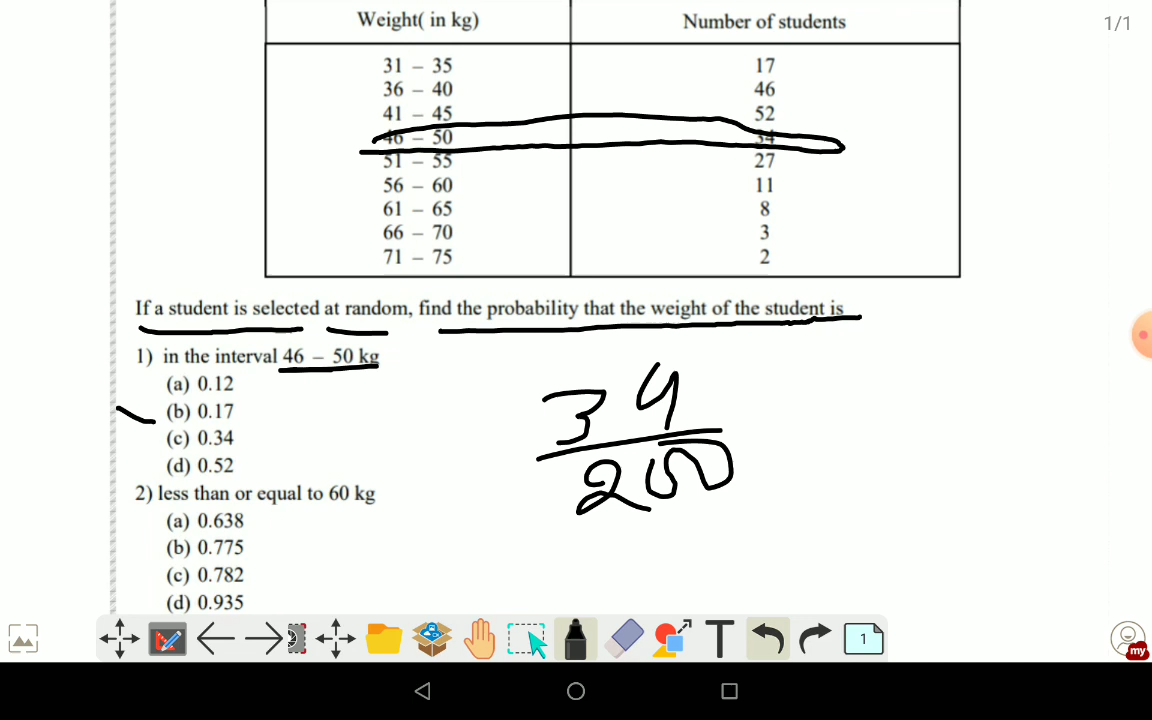 1/1
Weight( in kg) Number of students
31 – 35 17
36 – 40 46
41 – 45 52
46 – 50 34
51 – 55 27
56 – 60 11
61 – 65 8
66 – 70 3
71 – 75 2
If a student is selected at random, find the probability that the weight of the student is
1) in the interval 46 – 50 kg
(a) 0.12
(b) 0.17
(c) 0.34
(d) 0.52
2) less than or equal to 60 kg
(a) 0.638
(b) 0.775
(c) 0.782
(d) 0.935
34
200
T
1
my